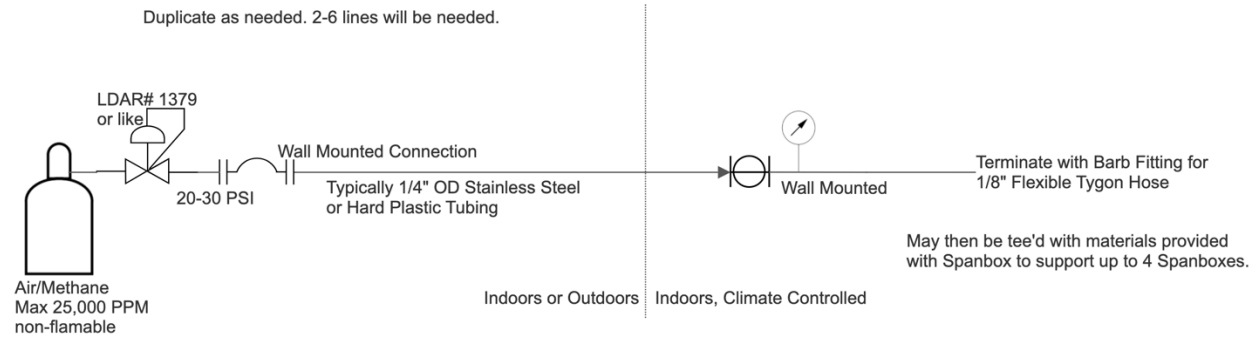 Duplicate as needed. 2-6 lines will be needed.
LDAR# 1379
or like
Wall Mounted Connection
20-30 PSI
Typically 1/4" OD Stainless Steel
or Hard Plastic Tubing
Wall Mounted
Terminate with Barb Fitting for
1/8" Flexible Tygon Hose
May then be tee'd with materials provided
with Spanbox to support up to 4 Spanboxes.
Air/Methane
Max 25,000 PPM
non-flamable
Indoors or Outdoors
Indoors, Climate Controlled